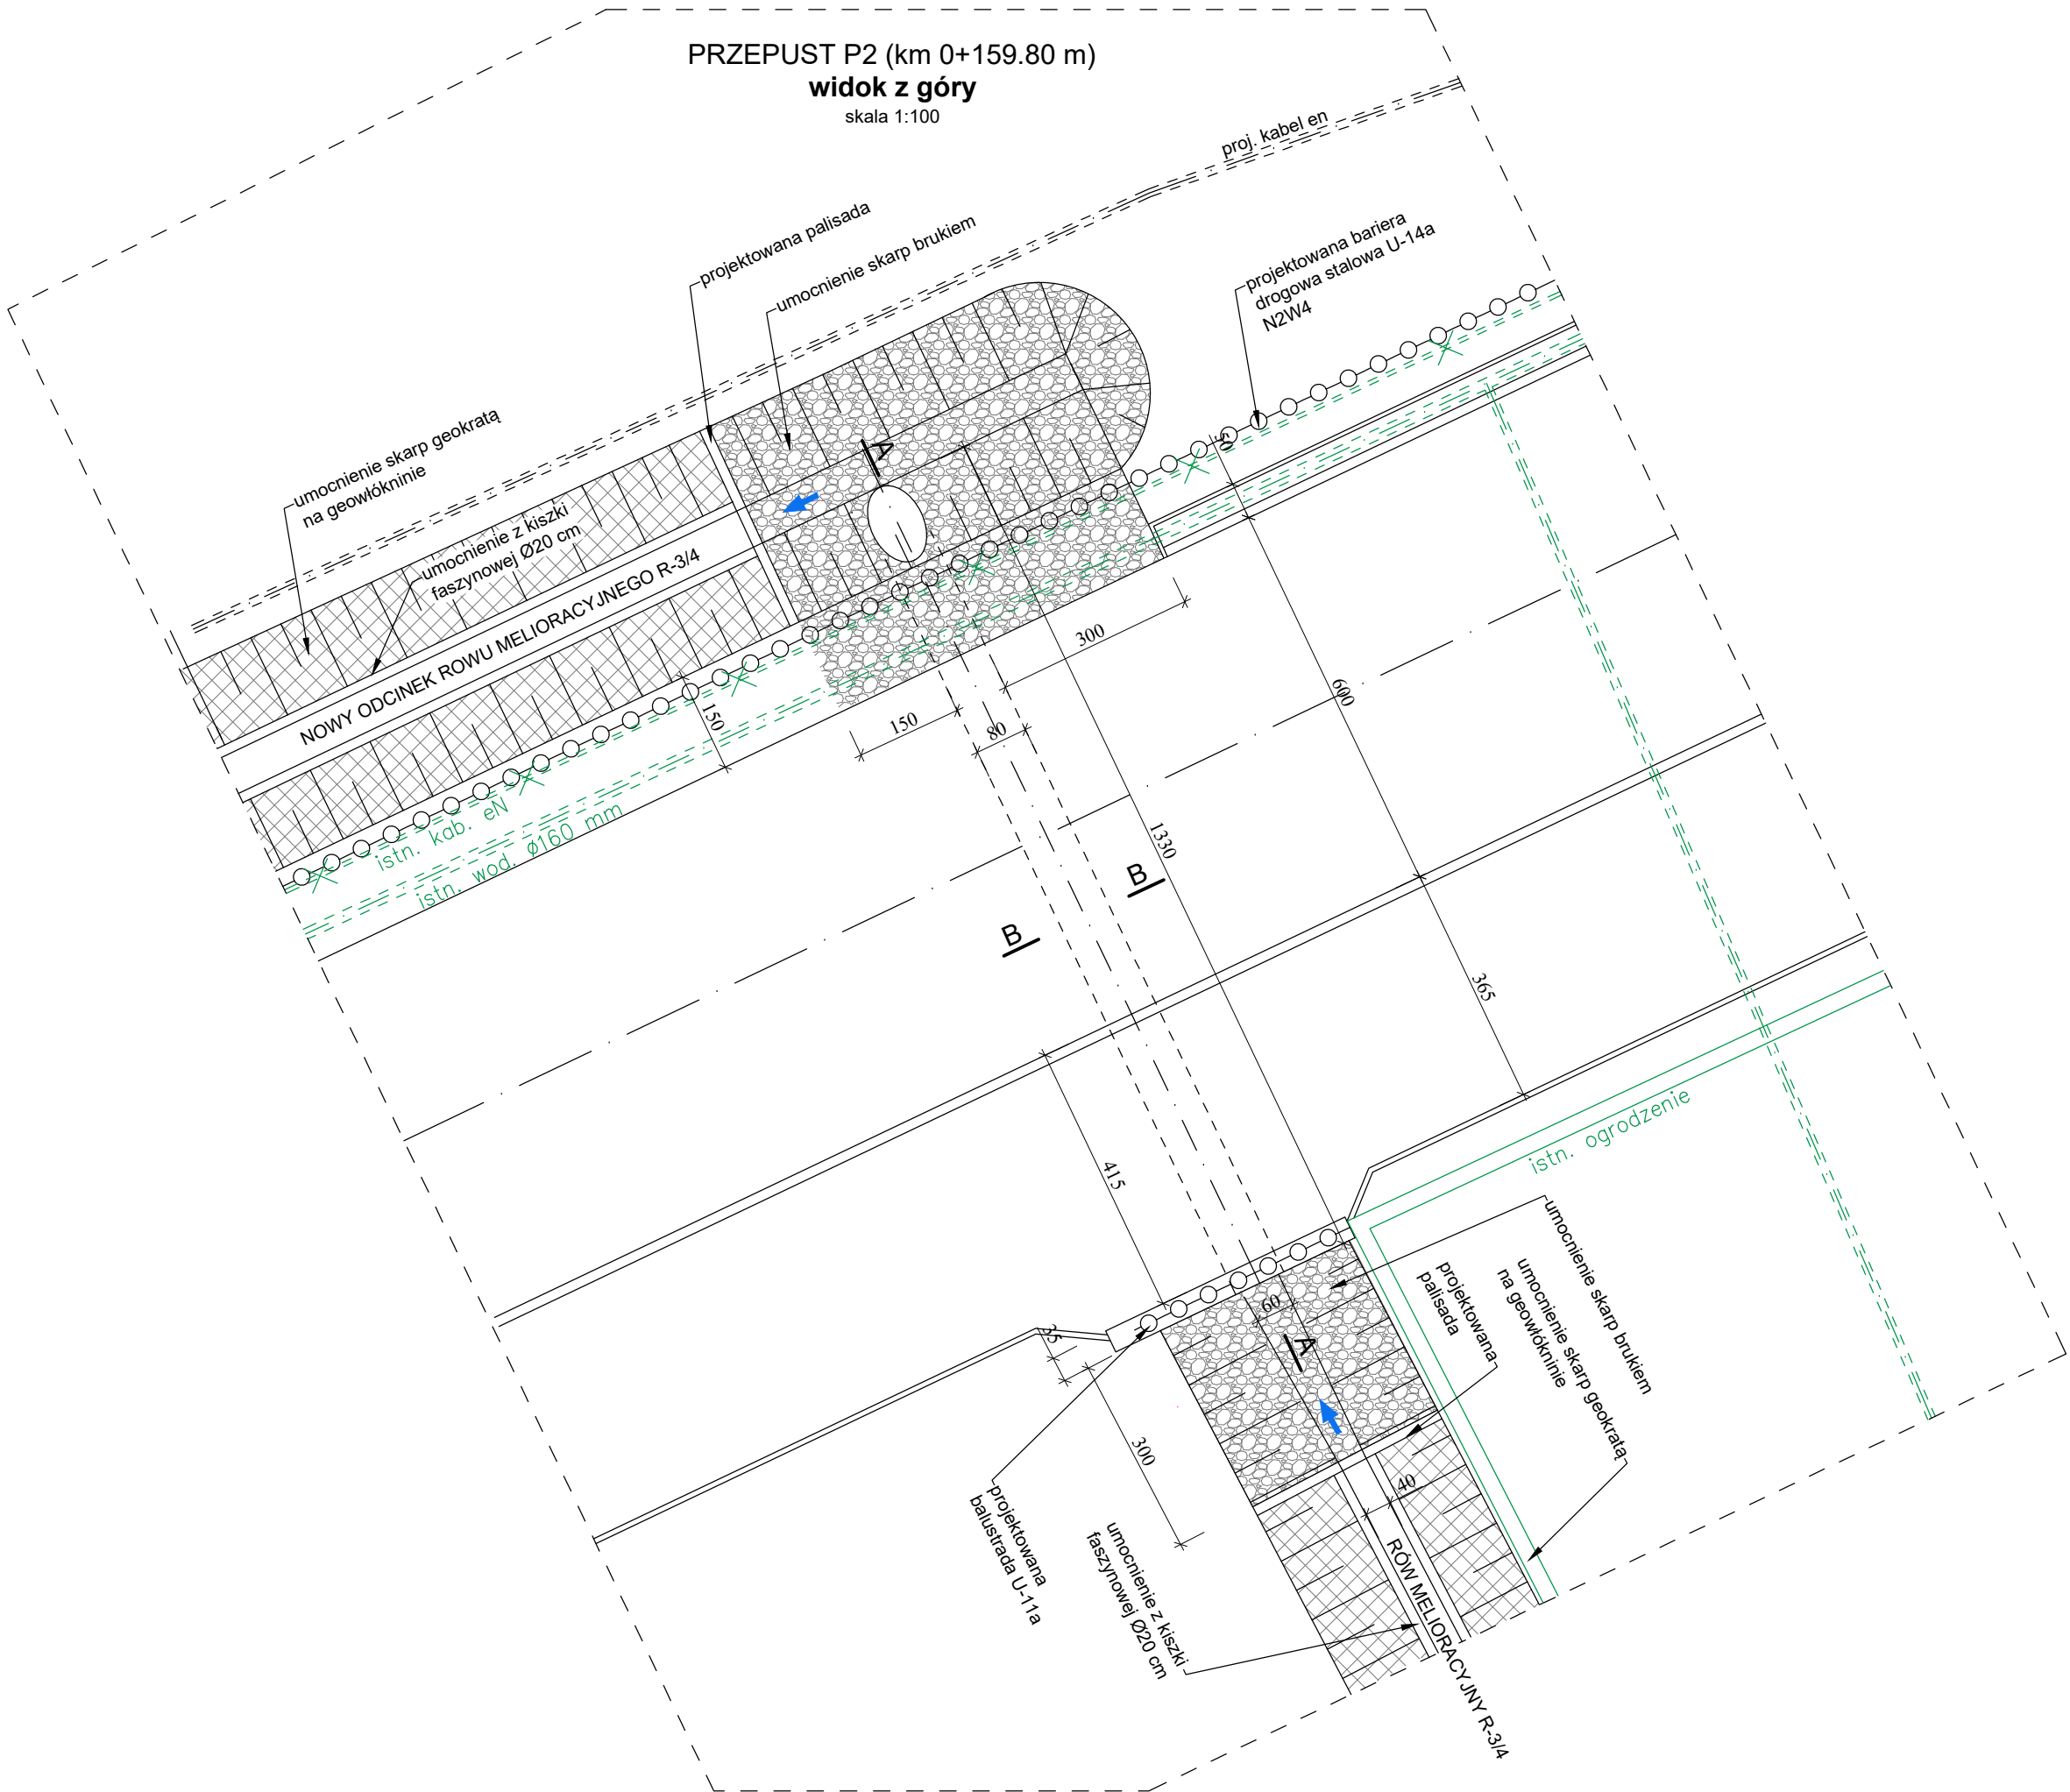 PRZEPUST P2 (km 0+159.80 m)
widok z góry
skala 1:100
proj. kabel en
projektowana palisada
umocnienie skarp brukiem
projektowana bariera
drogowa stalowa U-14a
N2W4
umocnienie skarp geokratą
na geowłókninie
umocnienie z kiszki
faszynowej Ø20 cm
NOWY ODCINEK ROWU MELIORACYJNEGO R-3/4
A
50
300
600
150
150
80
istn. kab. eN
istn. wod. ø160 mm
1330
B
B
365
415
istn. ogrodzenie
umocnienie skarp brukiem
umocnienie skarp geokratą
na geowłókninie
projektowana
palisada
60
A
35
300
40
projektowana
balustrada U-11a
umocnienie z kiszki
faszynowej Ø20 cm
RÓW MELIORACYJNY R-3/4